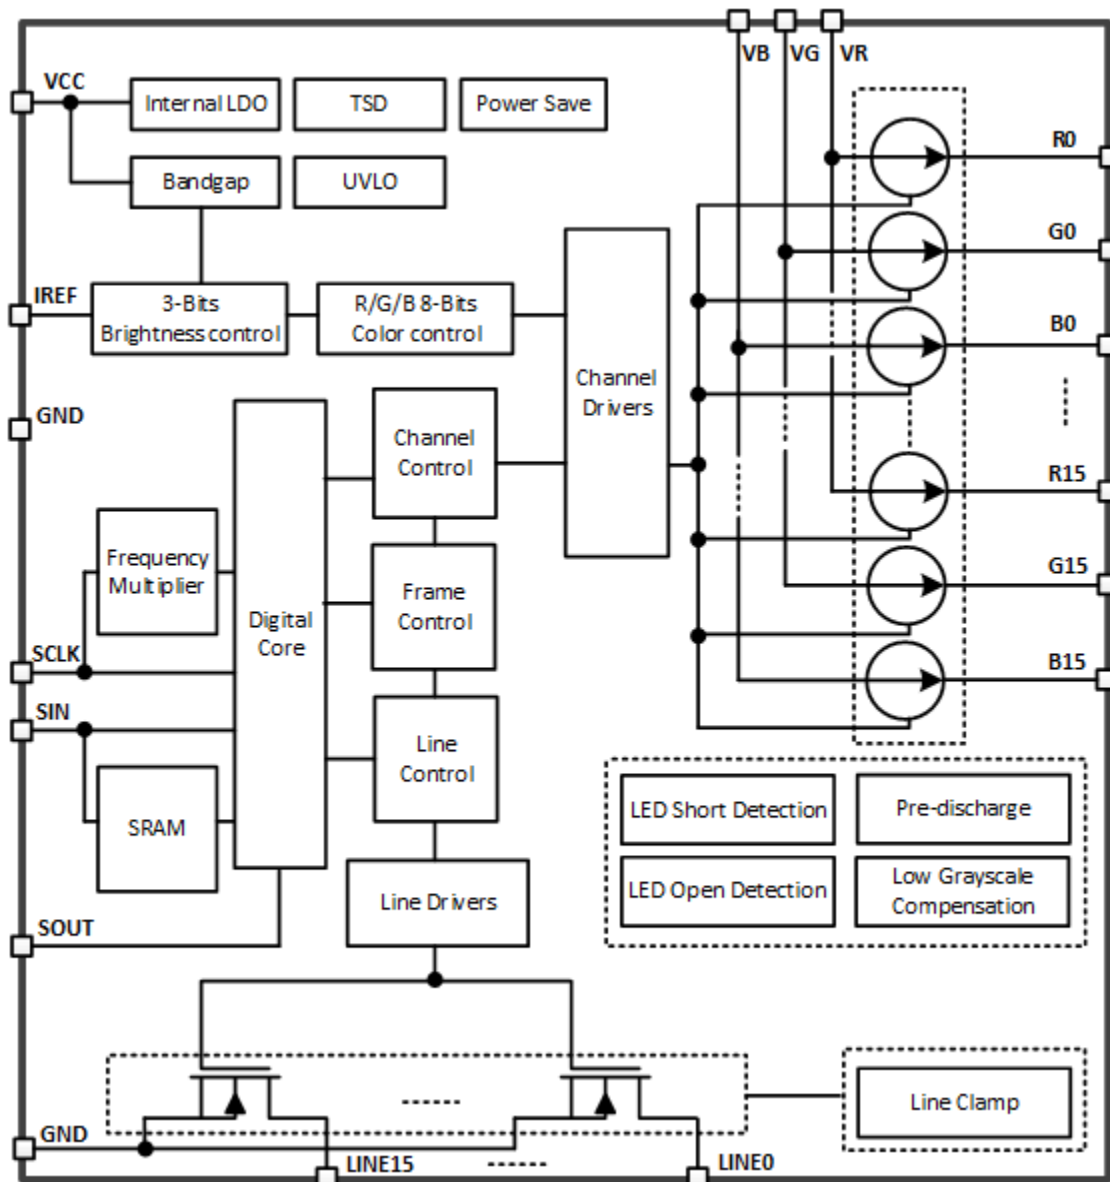 VB VG VR
VCC
Internal LDO
TSD
Power Save
R0
Bandgap
UVLO
G0
IREF
3-Bits
Brightness control
R/G/B 8-Bits
Color control
B0
Channel
Drivers
GND
Channel
Control
R15
Frequency
Multiplier
Frame
Control
G15
Digital
Core
SCLK
B15
SIN
Line
Control
SRAM
LED Short Detection
Pre-discharge
LED Open Detection
Low Grayscale
Compensation
Line Drivers
SOUT
Line Clamp
GND
LINE15
LINE0